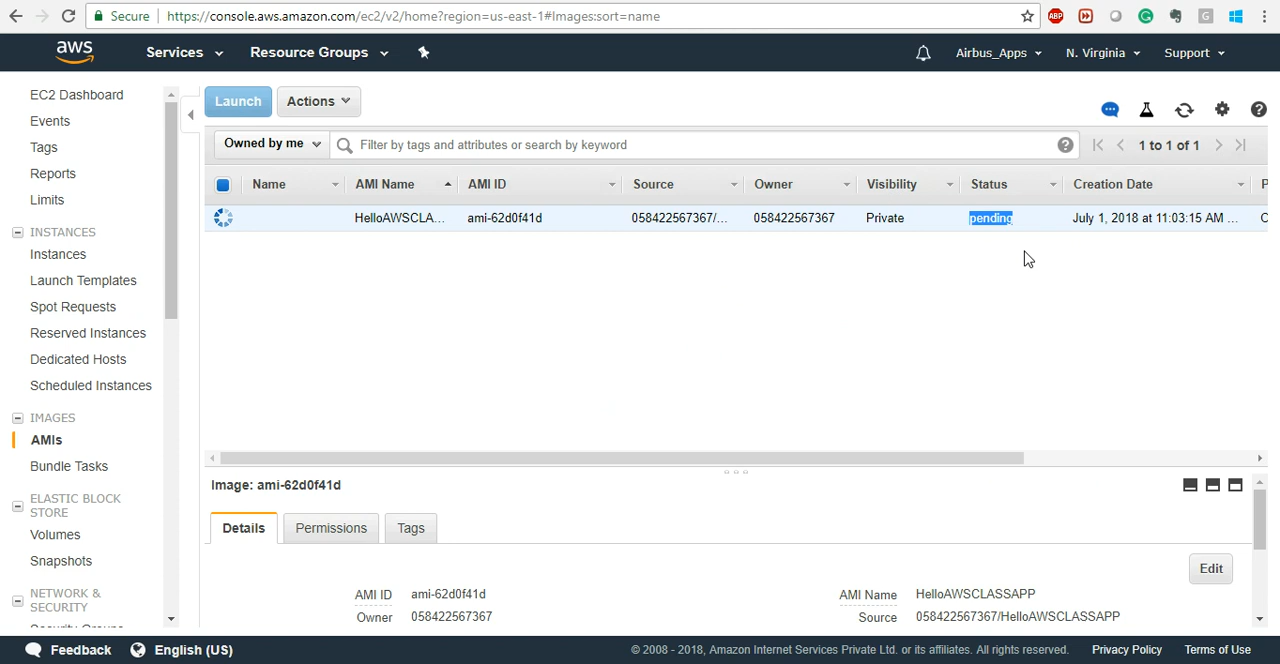 Secure https://console.aws.amazon.com/ec2/v2/home?region=us-east-1#Images:sort=name ABP G
aws Services Resource Groups Airbus_Apps N. Virginia Support
EC2 Dashboard
Events
Tags
Reports
Limits
INSTANCES
Instances
Launch Templates
Spot Requests
Reserved Instances
Dedicated Hosts
Scheduled Instances
IMAGES
AMIs
Bundle Tasks
ELASTIC BLOCK
STORE
Volumes
Snapshots
NETWORK &
SECURITY
Launch Actions
Owned by me Filter by tags and attributes or search by keyword 1 to 1 of 1
Name AMI Name AMI ID Source Owner Visibility Status Creation Date
HelloAWSCLA... ami-62d0f41d 058422567367/... 058422567367 Private pending July 1, 2018 at 11:03:15 AM ...
Image: ami-62d0f41d
Details Permissions Tags
Edit
AMI ID ami-62d0f41d AMI Name HelloAWSCLASSAPP
Owner 058422567367 Source 058422567367/HelloAWSCLASSAPP
Feedback English (US) © 2008 - 2018, Amazon Internet Services Private Ltd. or its affiliates. All rights reserved. Privacy Policy Terms of Use